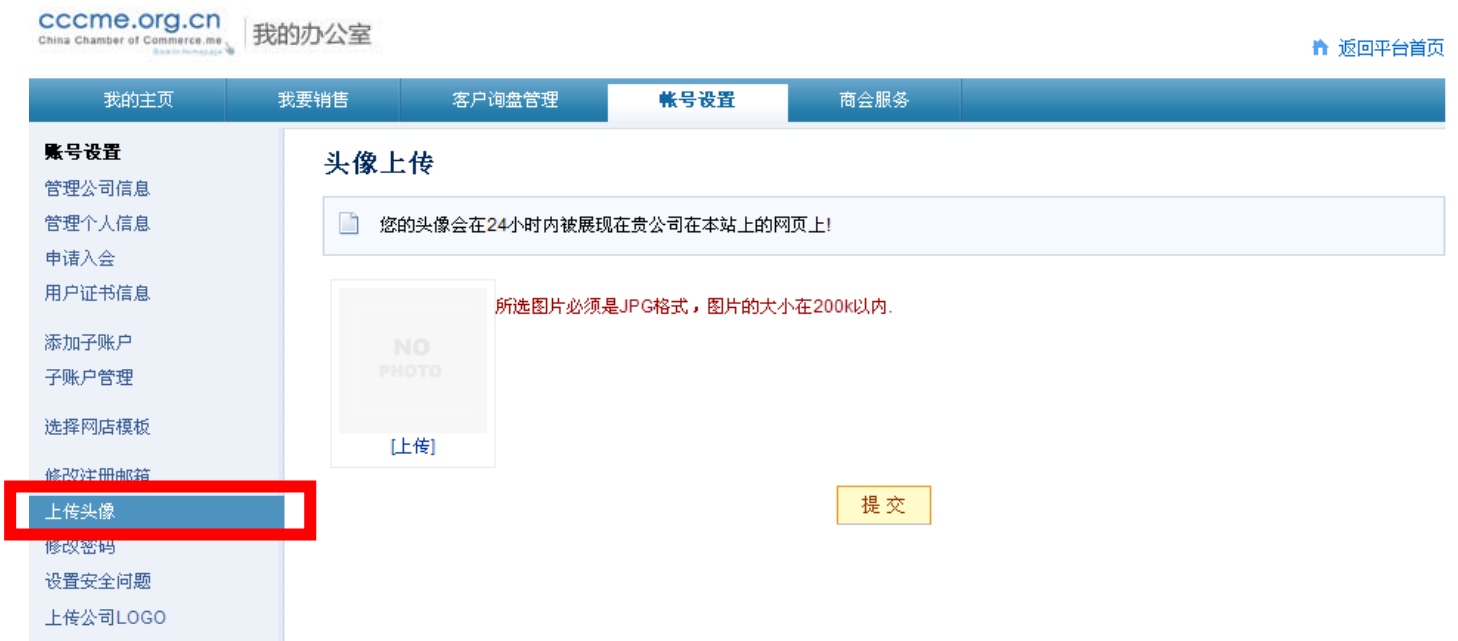 cccme.org.cn
China Chamber of Commerce.me
我的办公室
返回平台首页
我的主页 我要销售 客户询盘管理 帐号设置 商会服务
账号设置
管理公司信息
管理个人信息
申请入会
用户证书信息
添加子账户
子账户管理
选择网店模板
修改注册邮箱
上传头像
修改密码
设置安全问题
上传公司LOGO
头像上传
您的头像会在24小时内被展现在贵公司在本站上的网页上!
所选图片必须是JPG格式，图片的大小在200k以内.
NO
PHOTO
[上传]
提 交